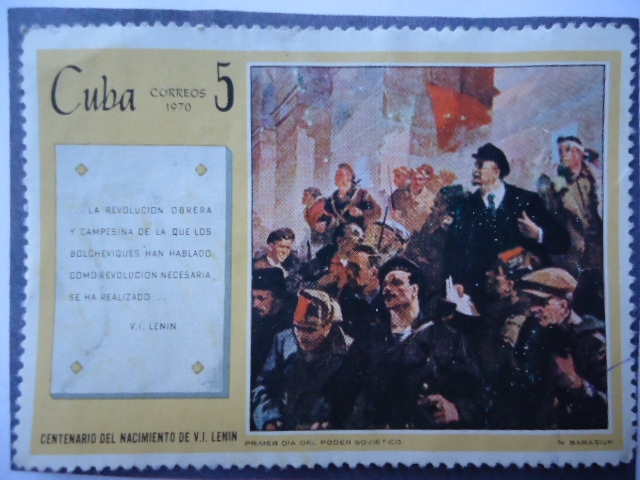 Cuba CORREOS 1970 5
...LA REVOLUCION OBRERA
Y CAMPESINA DE LA QUE LOS
BOLCHEVIQUES HAN HABLADO
COMO REVOLUCION NECESARIA,
SE HA REALIZADO...
V.I. LENIN
CENTENARIO DEL NACIMIENTO DE V.I. LENIN
PRIMER DIA DEL PODER SOVIETICO
N. BABASIUK